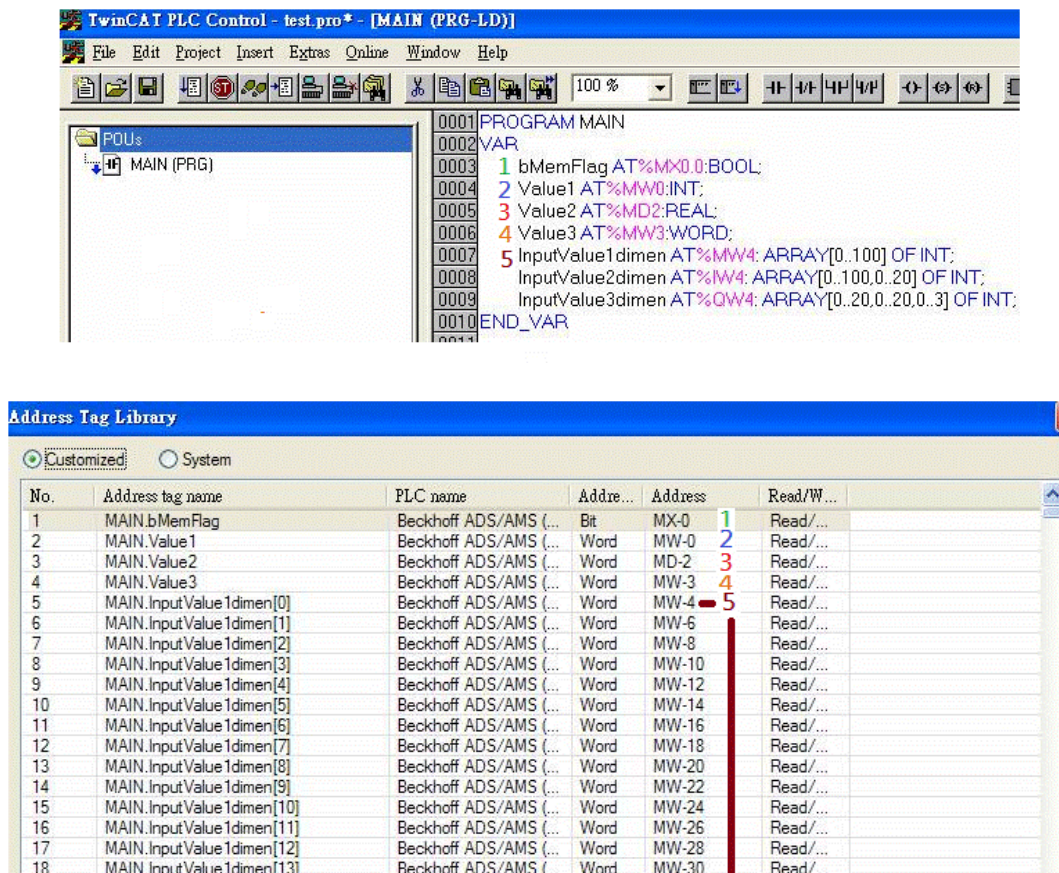 TwinCAT PLC Control - test.pro* - [MAIN (PRG-LD)]
File Edit Project Insert Extras Online Window Help
100 %
POUs
MAIN (PRG)
0001 PROGRAM MAIN
0002 VAR
0003 1 bMemFlag AT%MX0.0:BOOL;
0004 2 Value1 AT%MW0:INT;
0005 3 Value2 AT%MD2:REAL;
0006 4 Value3 AT%MW3:WORD;
0007 5 InputValue1dimen AT%MW4: ARRAY[0..100] OF INT;
0008 InputValue2dimen AT%IW4: ARRAY[0..100,0..20] OF INT;
0009 InputValue3dimen AT%QW4: ARRAY[0..20,0..20,0..3] OF INT;
0010 END_VAR
0011
Address Tag Library
Customized System
No. Address tag name PLC name Addre... Address Read/W...
1 MAIN.bMemFlag Beckhoff ADS/AMS (... Bit MX-0 1 Read/...
2 MAIN.Value1 Beckhoff ADS/AMS (... Word MW-0 2 Read/...
3 MAIN.Value2 Beckhoff ADS/AMS (... Word MD-2 3 Read/...
4 MAIN.Value3 Beckhoff ADS/AMS (... Word MW-3 4 Read/...
5 MAIN.InputValue1dimen[0] Beckhoff ADS/AMS (... Word MW-4 5 Read/...
6 MAIN.InputValue1dimen[1] Beckhoff ADS/AMS (... Word MW-6 Read/...
7 MAIN.InputValue1dimen[2] Beckhoff ADS/AMS (... Word MW-8 Read/...
8 MAIN.InputValue1dimen[3] Beckhoff ADS/AMS (... Word MW-10 Read/...
9 MAIN.InputValue1dimen[4] Beckhoff ADS/AMS (... Word MW-12 Read/...
10 MAIN.InputValue1dimen[5] Beckhoff ADS/AMS (... Word MW-14 Read/...
11 MAIN.InputValue1dimen[6] Beckhoff ADS/AMS (... Word MW-16 Read/...
12 MAIN.InputValue1dimen[7] Beckhoff ADS/AMS (... Word MW-18 Read/...
13 MAIN.InputValue1dimen[8] Beckhoff ADS/AMS (... Word MW-20 Read/...
14 MAIN.InputValue1dimen[9] Beckhoff ADS/AMS (... Word MW-22 Read/...
15 MAIN.InputValue1dimen[10] Beckhoff ADS/AMS (... Word MW-24 Read/...
16 MAIN.InputValue1dimen[11] Beckhoff ADS/AMS (... Word MW-26 Read/...
17 MAIN.InputValue1dimen[12] Beckhoff ADS/AMS (... Word MW-28 Read/...
18 MAIN.InputValue1dimen[13] Beckhoff ADS/AMS (... Word MW-30 Read/...